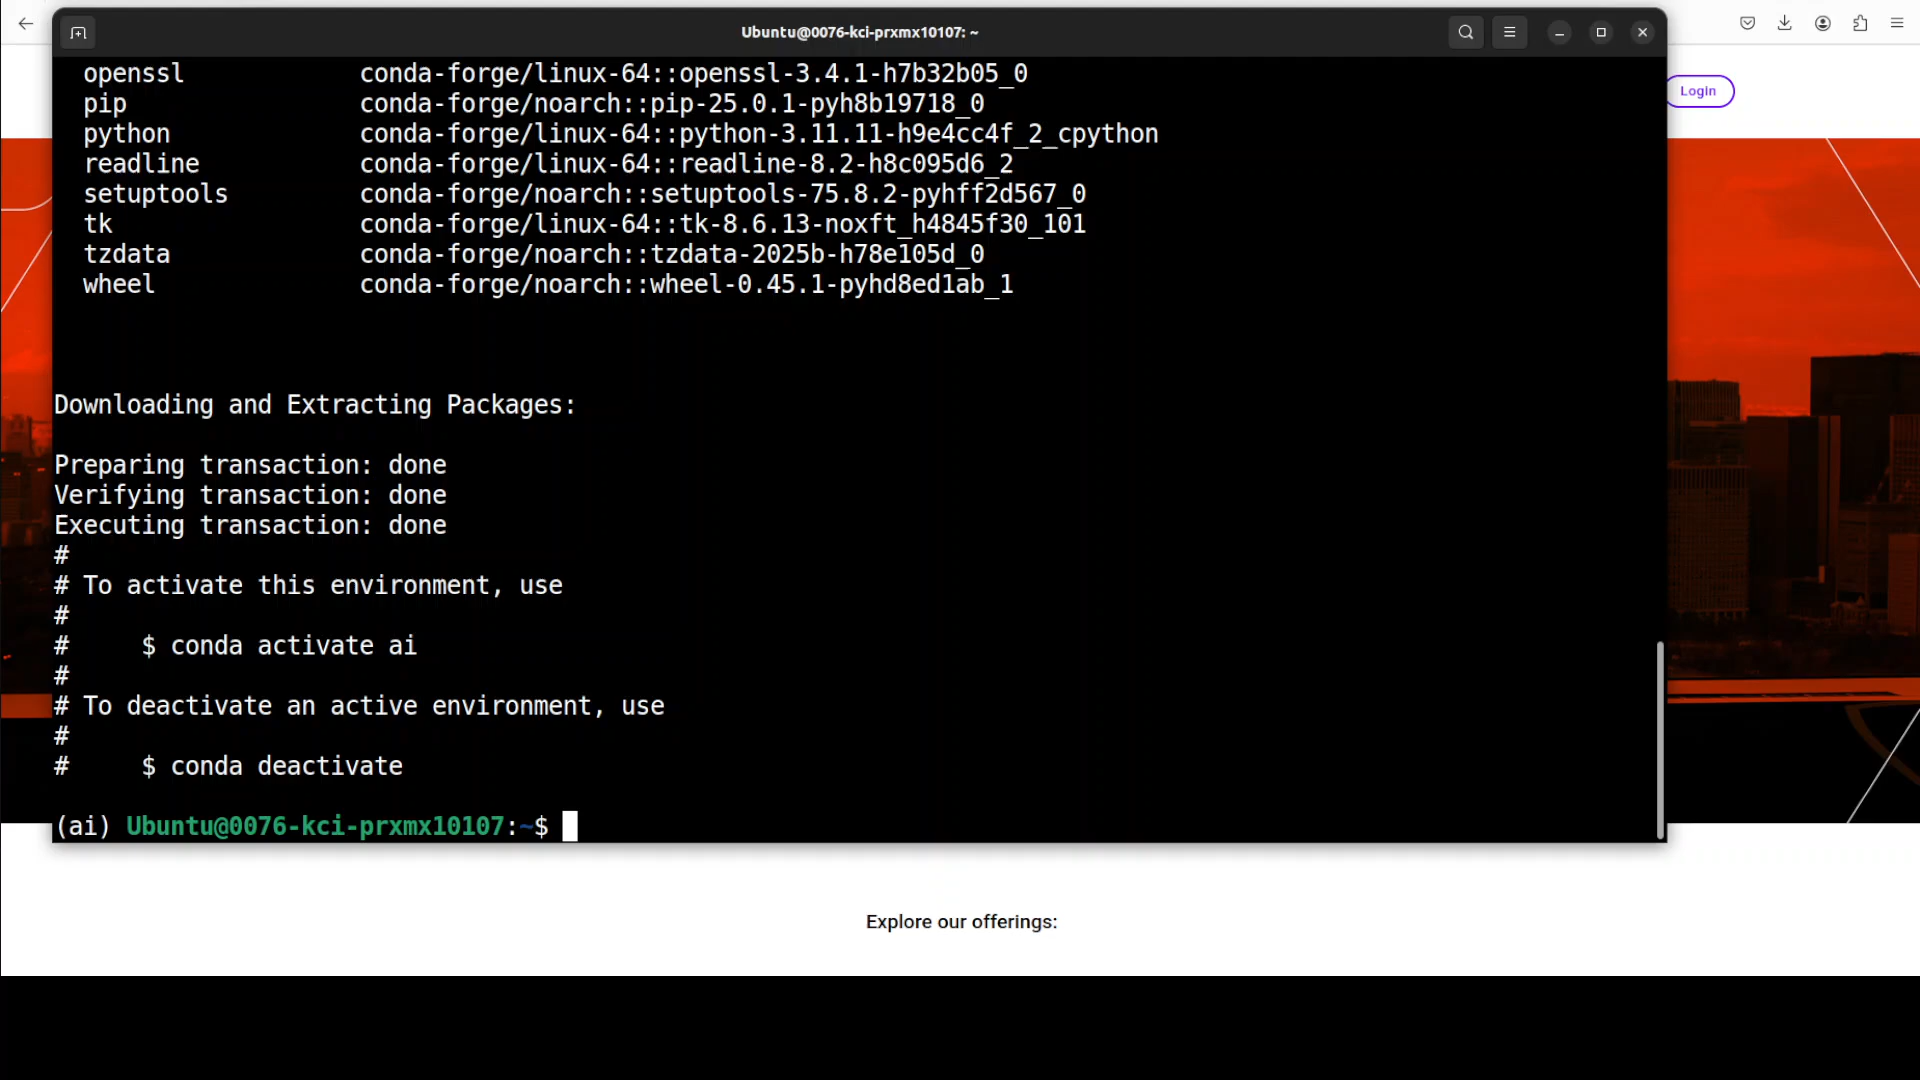 Ubuntu@0076-kci-prxmx10107: ~
Login
openssl conda-forge/linux-64::openssl-3.4.1-h7b32b05_0
pip conda-forge/noarch::pip-25.0.1-pyh8b19718_0
python conda-forge/linux-64::python-3.11.11-h9e4cc4f_2_cpython
readline conda-forge/linux-64::readline-8.2-h8c095d6_2
setuptools conda-forge/noarch::setuptools-75.8.2-pyhff2d567_0
tk conda-forge/linux-64::tk-8.6.13-noxft_h4845f30_101
tzdata conda-forge/noarch::tzdata-2025b-h78e105d_0
wheel conda-forge/noarch::wheel-0.45.1-pyhd8ed1ab_1
Downloading and Extracting Packages:
Preparing transaction: done
Verifying transaction: done
Executing transaction: done
#
# To activate this environment, use
#
# $ conda activate ai
#
# To deactivate an active environment, use
#
# $ conda deactivate
(ai) Ubuntu@0076-kci-prxmx10107:~$
Explore our offerings: